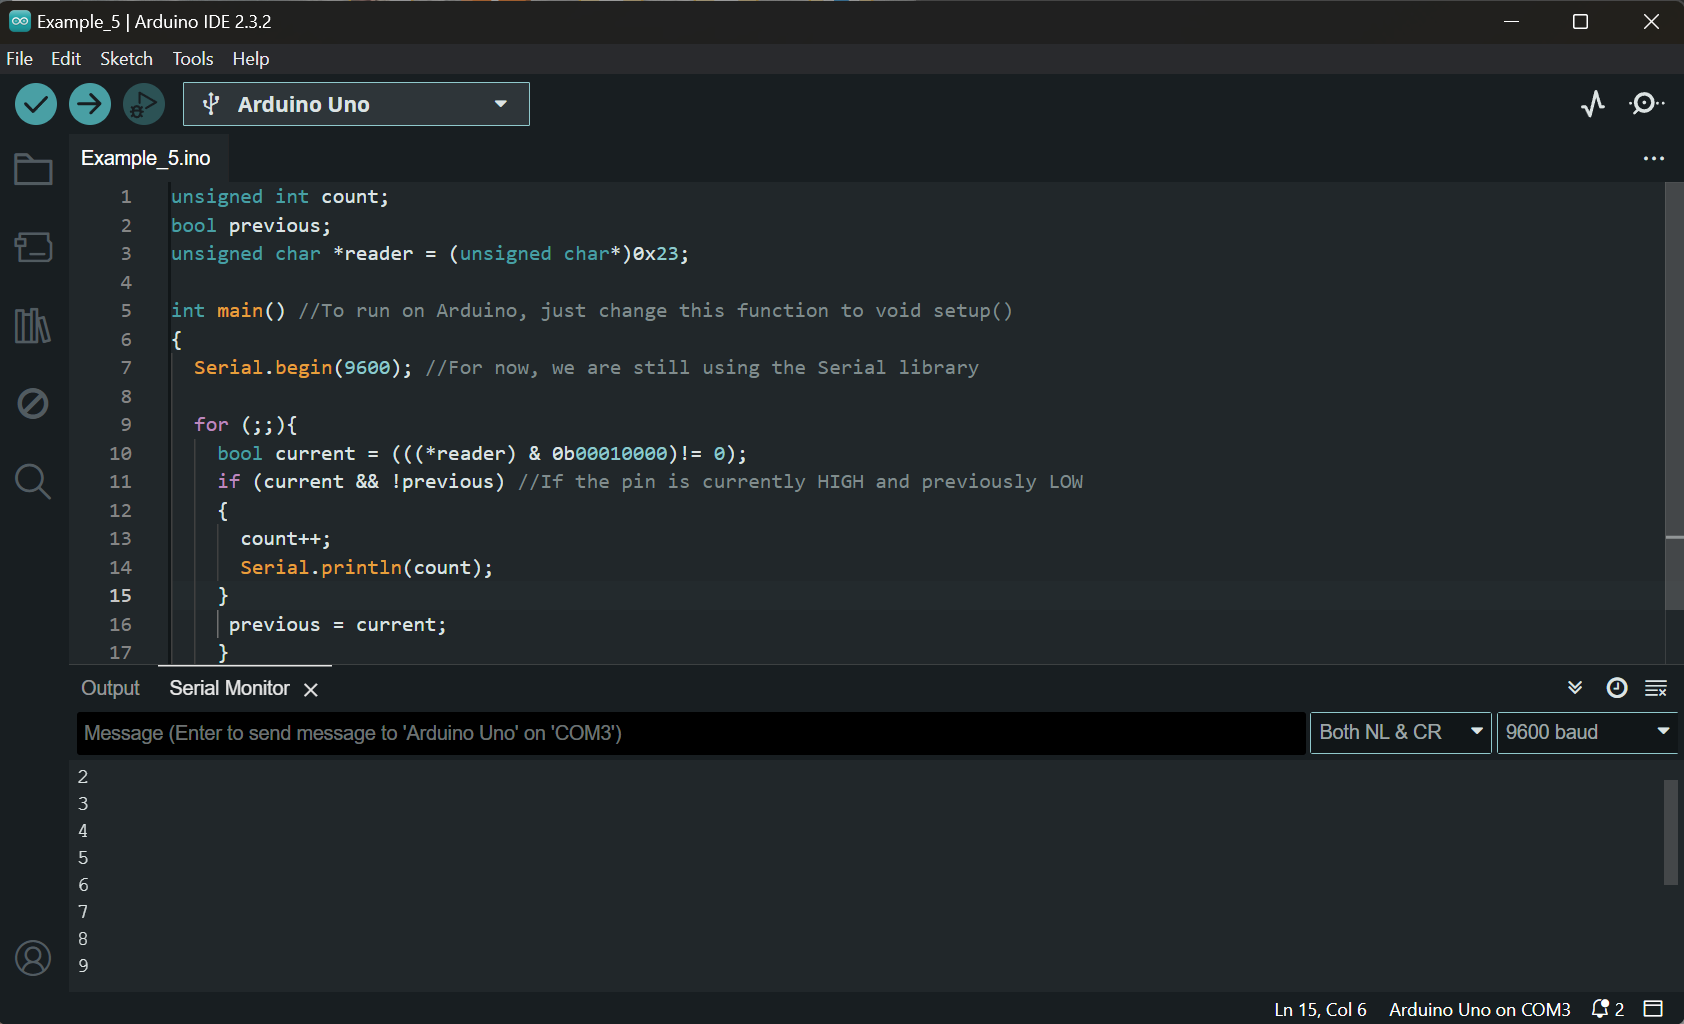 Example_5 | Arduino IDE 2.3.2
File Edit Sketch Tools Help
Arduino Uno
Example_5.ino
1 unsigned int count;
2 bool previous;
3 unsigned char *reader = (unsigned char*)0x23;
4
5 int main() //To run on Arduino, just change this function to void setup()
6 {
7 Serial.begin(9600); //For now, we are still using the Serial library
8
9 for (;;){
10 bool current = (((*reader) & 0b00010000)!= 0);
11 if (current && !previous) //If the pin is currently HIGH and previously LOW
12 {
13 count++;
14 Serial.println(count);
15 }
16 previous = current;
17 }
Output Serial Monitor
Message (Enter to send message to 'Arduino Uno' on 'COM3') Both NL & CR 9600 baud
2
3
4
5
6
7
8
9
Ln 15, Col 6 Arduino Uno on COM3 2